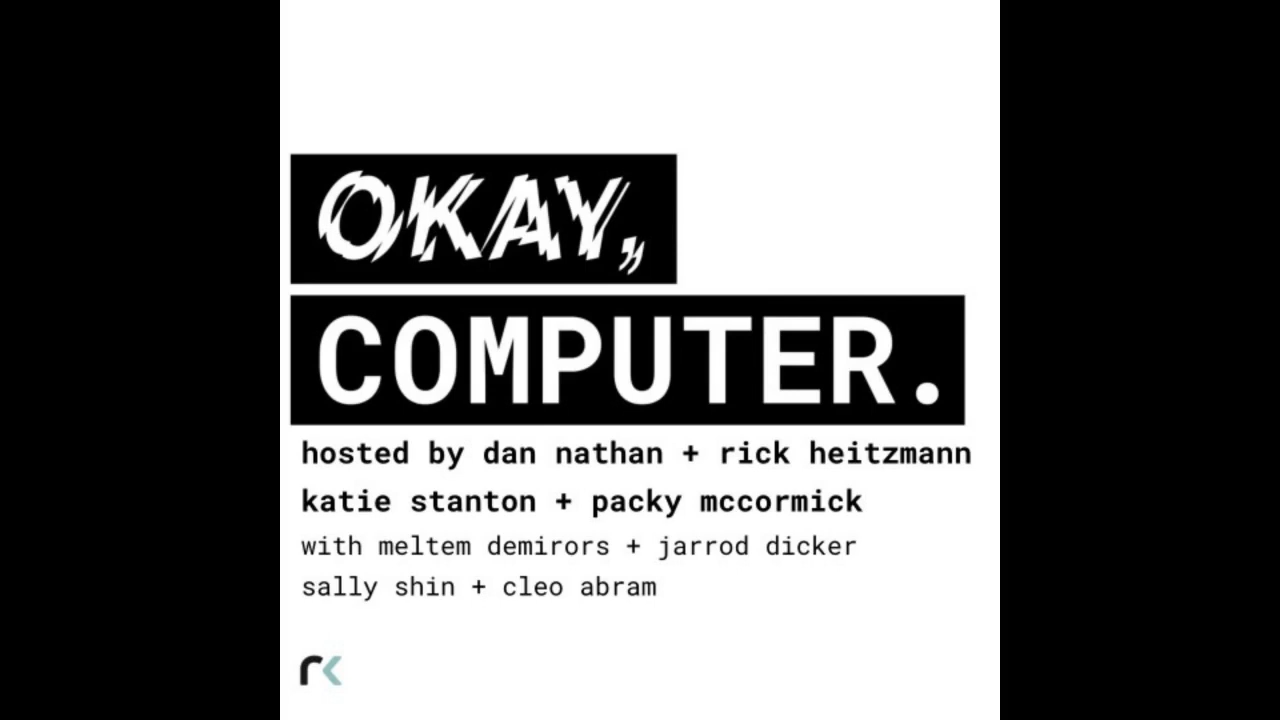 OKAY,
COMPUTER.
hosted by dan nathan + rick heitzmann
katie stanton + packy mccormick
with meltem demirors + jarrod dicker
sally shin + cleo abram
rk